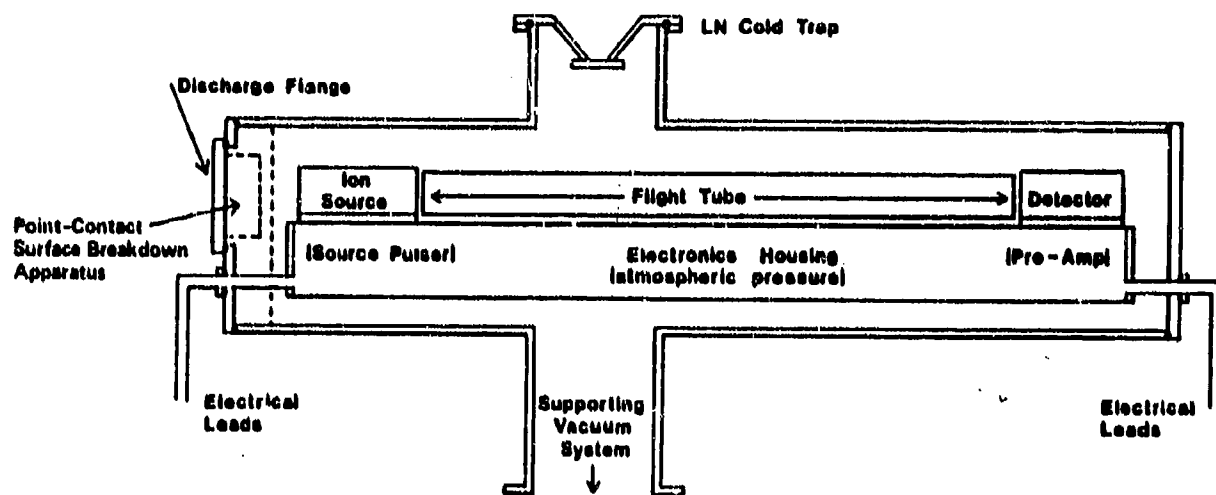 LN Cold Trap
Discharge Flange
Ion
Source
Flight Tube
Detector
Point-Contact
Surface Breakdown
Apparatus
|Source Pulser|
Electronics Housing
|atmospheric pressure|
|Pre-Amp|
Electrical
Leads
Supporting
Vacuum
System
Electrical
Leads